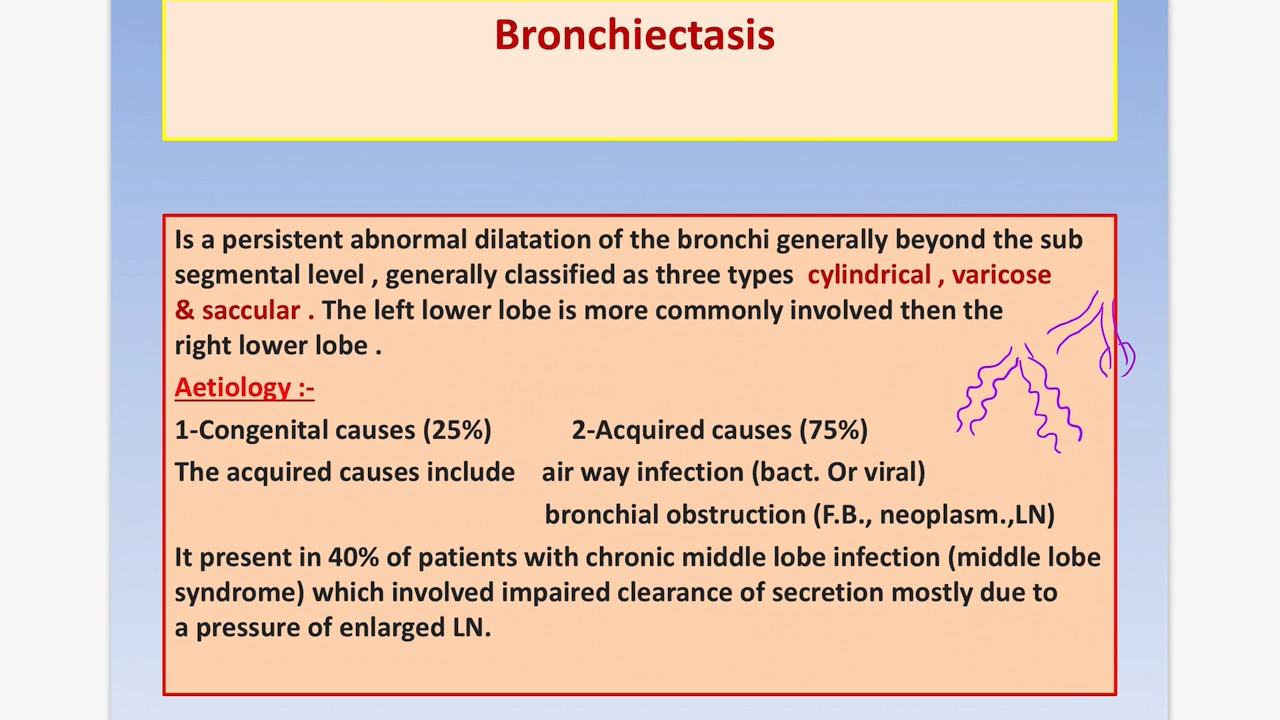 Bronchiectasis
Is a persistent abnormal dilatation of the bronchi generally beyond the sub
segmental level , generally classified as three types cylindrical , varicose
& saccular . The left lower lobe is more commonly involved then the
right lower lobe .
Aetiology :-
1-Congenital causes (25%) 2-Acquired causes (75%)
The acquired causes include air way infection (bact. Or viral)
bronchial obstruction (F.B., neoplasm.,LN)
It present in 40% of patients with chronic middle lobe infection (middle lobe
syndrome) which involved impaired clearance of secretion mostly due to
a pressure of enlarged LN.